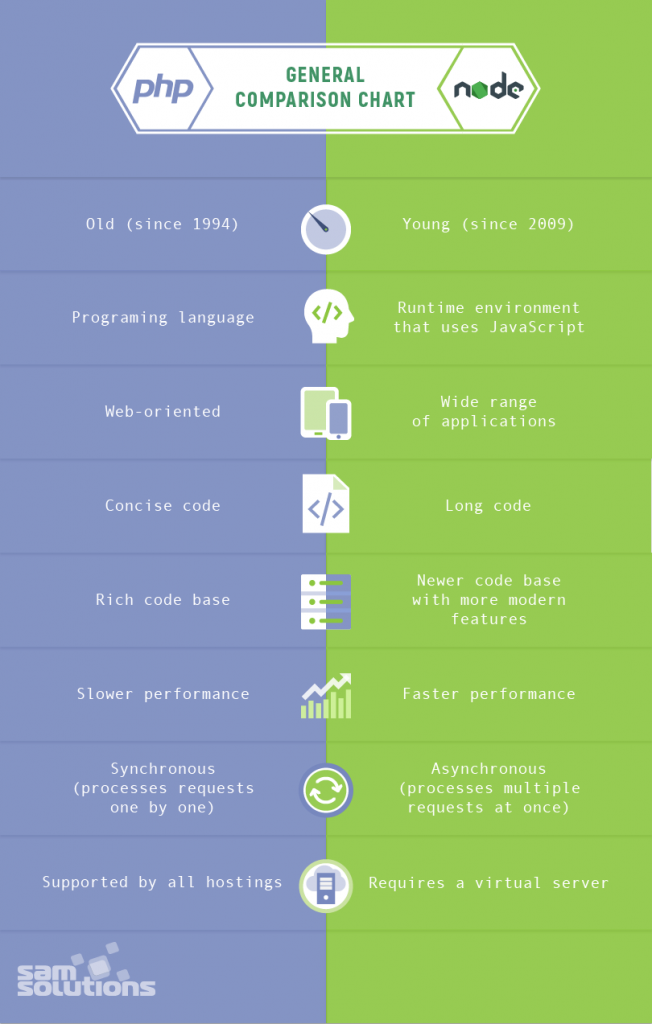 php
GENERAL
COMPARISON CHART
node
Old (since 1994)
Young (since 2009)
Programing language
Runtime environment
that uses JavaScript
Web-oriented
Wide range
of applications
Concise code
Long code
Rich code base
Newer code base
with more modern
features
Slower performance
Faster performance
Synchronous
(processes requests
one by one)
Asynchronous
(processes multiple
requests at once)
Supported by all hostings
Requires a virtual server
sam
solutions